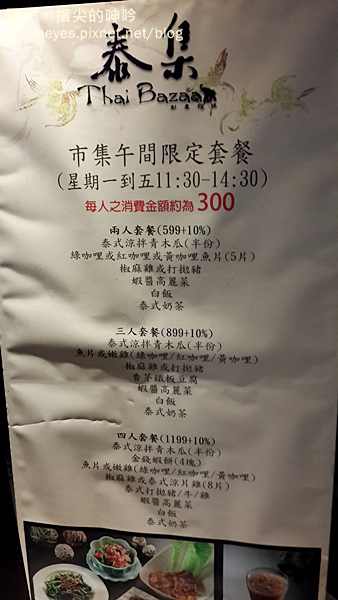 指尖的呻吟
eyes.pixnet.net/blog
泰集
Thai Bazaar
市集午間限定套餐
(星期一到五11:30-14:30)
每人之消費金額約為 300
兩人套餐(599+10%)
泰式涼拌青木瓜(半份)
綠咖哩或紅咖哩或黃咖哩魚片(5片)
椒麻雞或打拋豬
蝦醬高麗菜
白飯
泰式奶茶
三人套餐(899+10%)
泰式涼拌青木瓜(半份)
魚片或嫩雞(綠咖哩/紅咖哩/黃咖哩)
椒麻雞或打拋豬
香茅鐵板豆腐
蝦醬高麗菜
白飯
泰式奶茶
四人套餐(1199+10%)
泰式涼拌青木瓜(半份)
金錢蝦餅(4塊)
魚片或嫩雞(綠咖哩/紅咖哩/黃咖哩)
椒麻雞或泰式涼片雞(8片)
泰式打拋豬/牛/雞
蝦醬高麗菜
白飯
泰式奶茶